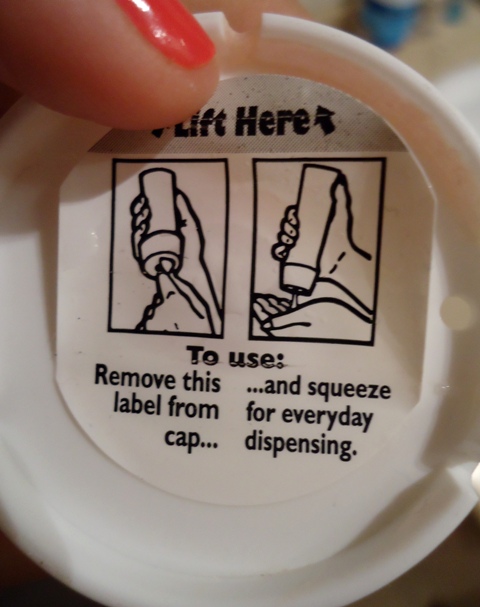 Lift Here
To use:
Remove this
label from
cap...
...and squeeze
for everyday
dispensing.